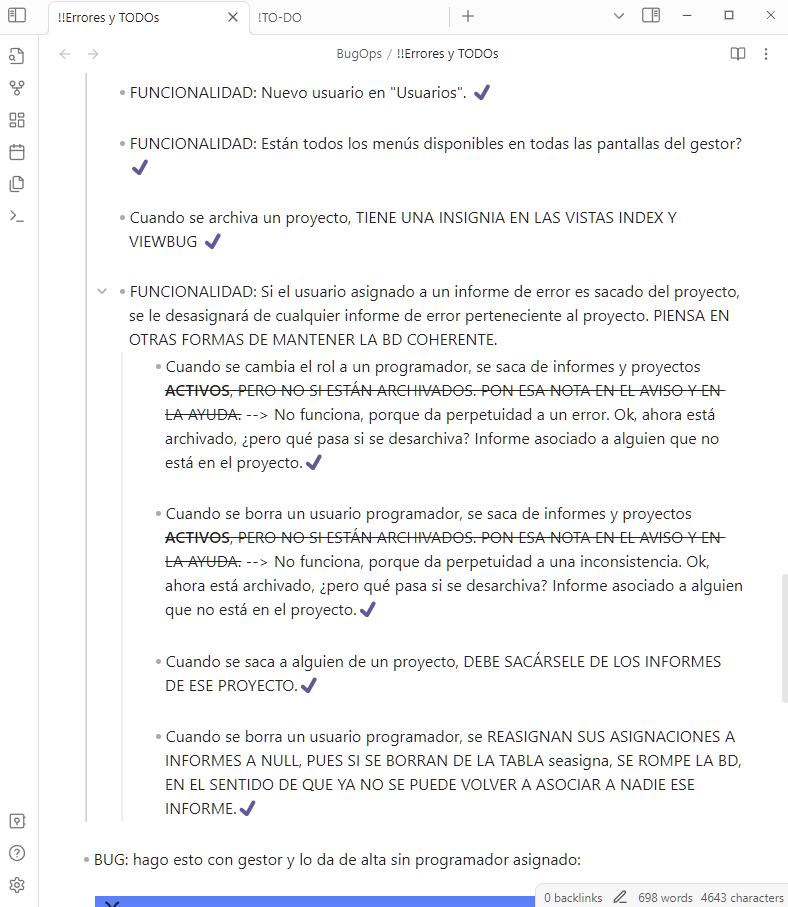 !!Errores y TODOs
!TO-DO
BugOps / !!Errores y TODOs
FUNCIONALIDAD: Nuevo usuario en "Usuarios". ✔
FUNCIONALIDAD: Están todos los menús disponibles en todas las pantallas del gestor?
✔
Cuando se archiva un proyecto, TIENE UNA INSIGNIA EN LAS VISTAS INDEX Y
VIEWBUG ✔
FUNCIONALIDAD: Si el usuario asignado a un informe de error es sacado del proyecto,
se le desasignará de cualquier informe de error perteneciente al proyecto. PIENSA EN
OTRAS FORMAS DE MANTENER LA BD COHERENTE.
Cuando se cambia el rol a un programador, se saca de informes y proyectos
ACTIVOS, PERO NO SI ESTÁN ARCHIVADOS. PON ESA NOTA EN EL AVISO Y EN
LA AYUDA. --> No funciona, porque da perpetuidad a un error. Ok, ahora está
archivado, ¿pero qué pasa si se desarchiva? Informe asociado a alguien que no
está en el proyecto. ✔
Cuando se borra un usuario programador, se saca de informes y proyectos
ACTIVOS, PERO NO SI ESTÁN ARCHIVADOS. PON ESA NOTA EN EL AVISO Y EN
LA AYUDA. --> No funciona, porque da perpetuidad a una inconsistencia. Ok,
ahora está archivado, ¿pero qué pasa si se desarchiva? Informe asociado a alguien
que no está en el proyecto. ✔
Cuando se saca a alguien de un proyecto, DEBE SACÁRSELE DE LOS INFORMES
DE ESE PROYECTO. ✔
Cuando se borra un usuario programador, se REASIGNAN SUS ASIGNACIONES A
INFORMES A NULL, PUES SI SE BORRAN DE LA TABLA seasigna, SE ROMPE LA BD,
EN EL SENTIDO DE QUE YA NO SE PUEDE VOLVER A ASOCIAR A NADIE ESE
INFORME. ✔
BUG: hago esto con gestor y lo da de alta sin programador asignado:
0 backlinks 698 words 4643 characters